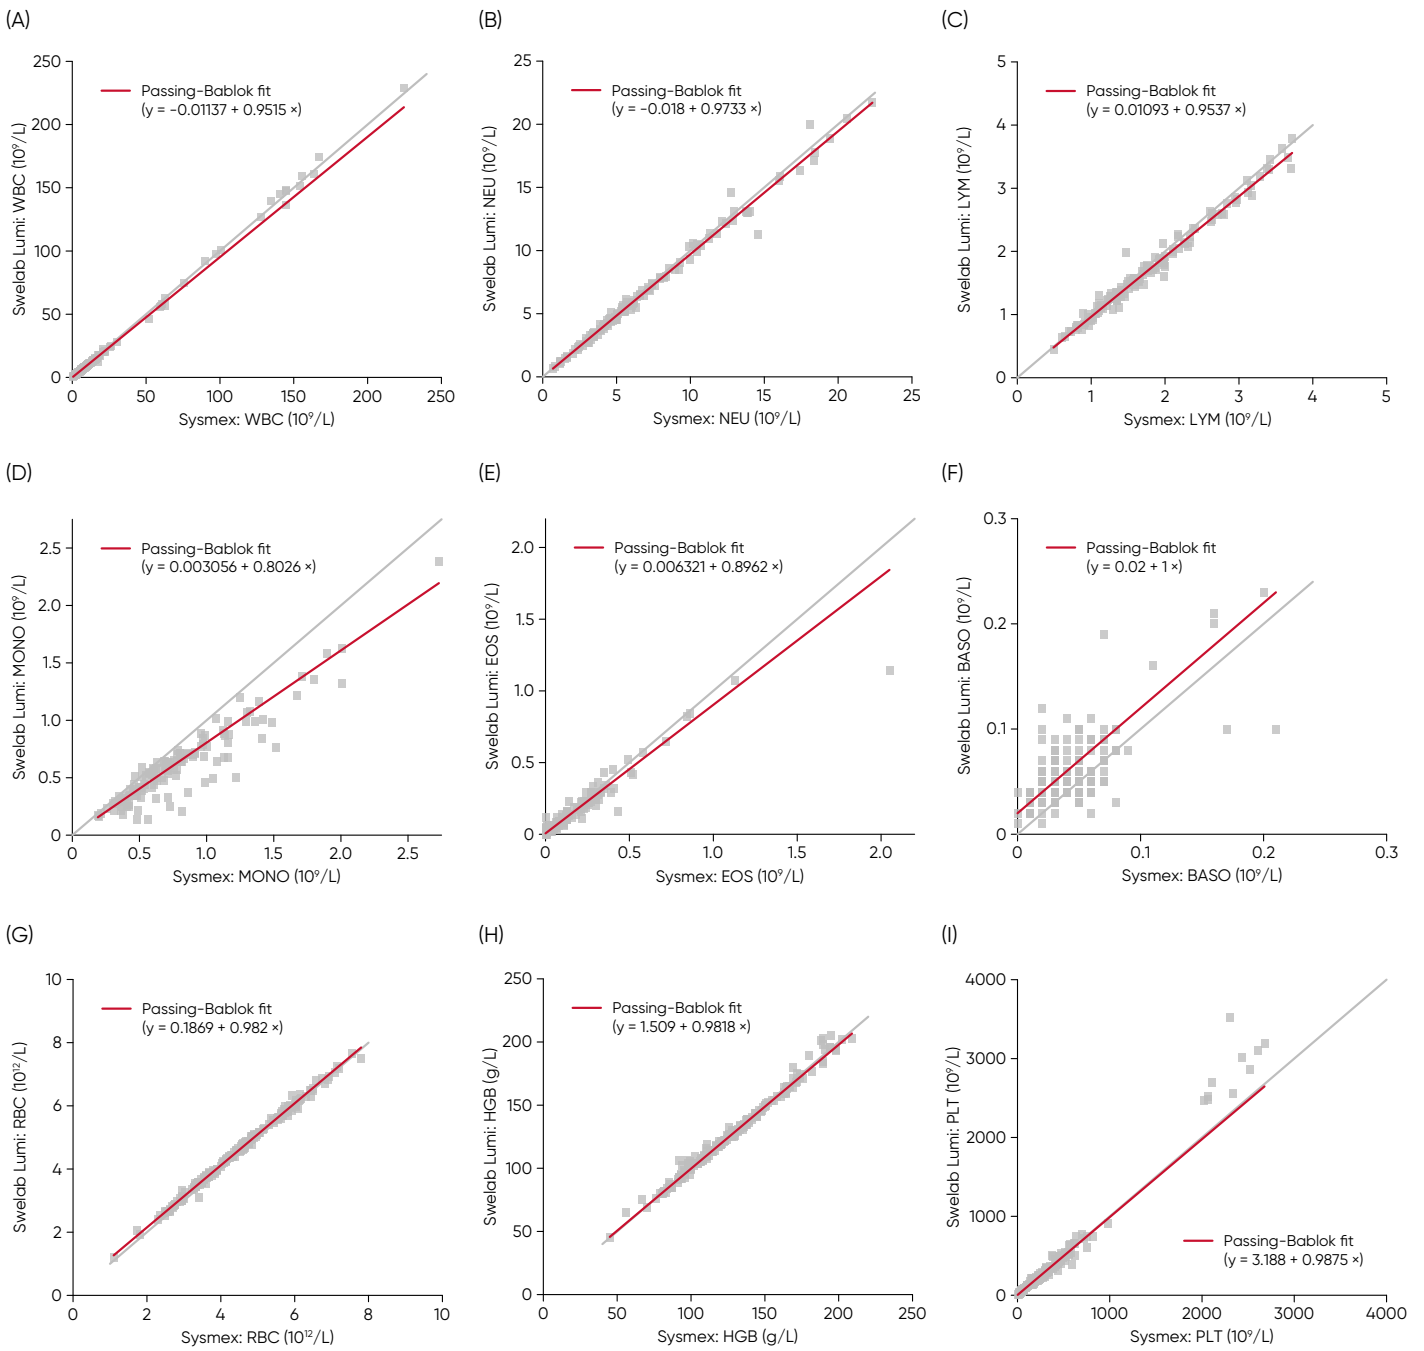 (A)
250
200
150
100
50
0
Swelab Lumi: WBC (10⁹/L)
Passing-Bablok fit
(y = −0.01137 + 0.9515 ×)
0 50 100 150 200 250
Sysmex: WBC (10⁹/L)
(B)
25
20
15
10
5
0
Swelab Lumi: NEU (10⁹/L)
Passing-Bablok fit
(y = −0.018 + 0.9733 ×)
0 5 10 15 20 25
Sysmex: NEU (10⁹/L)
(C)
5
4
3
2
1
0
Swelab Lumi: LYM (10⁹/L)
Passing-Bablok fit
(y = 0.01093 + 0.9537 ×)
0 1 2 3 4 5
Sysmex: LYM (10⁹/L)
(D)
2.5
2.0
1.5
1.0
0.5
0
Swelab Lumi: MONO (10⁹/L)
Passing-Bablok fit
(y = 0.003056 + 0.8026 ×)
0 0.5 1.0 1.5 2.0 2.5
Sysmex: MONO (10⁹/L)
(E)
2.0
1.5
1.0
0.5
0
Swelab Lumi: EOS (10⁹/L)
Passing-Bablok fit
(y = 0.006321 + 0.8962 ×)
0 0.5 1.0 1.5 2.0
Sysmex: EOS (10⁹/L)
(F)
0.3
0.2
0.1
0
Swelab Lumi: BASO (10⁹/L)
Passing-Bablok fit
(y = 0.02 + 1 ×)
0 0.1 0.2 0.3
Sysmex: BASO (10⁹/L)
(G)
10
8
6
4
2
0
Swelab Lumi: RBC (10¹²/L)
Passing-Bablok fit
(y = 0.1869 + 0.982 ×)
0 2 4 6 8 10
Sysmex: RBC (10¹²/L)
(H)
250
200
150
100
50
0
Swelab Lumi: HGB (g/L)
Passing-Bablok fit
(y = 1.509 + 0.9818 ×)
0 50 100 150 200 250
Sysmex: HGB (g/L)
(I)
4000
3000
2000
1000
0
Swelab Lumi: PLT (10⁹/L)
Passing-Bablok fit
(y = 3.188 + 0.9875 ×)
0 1000 2000 3000 4000
Sysmex: PLT (10⁹/L)